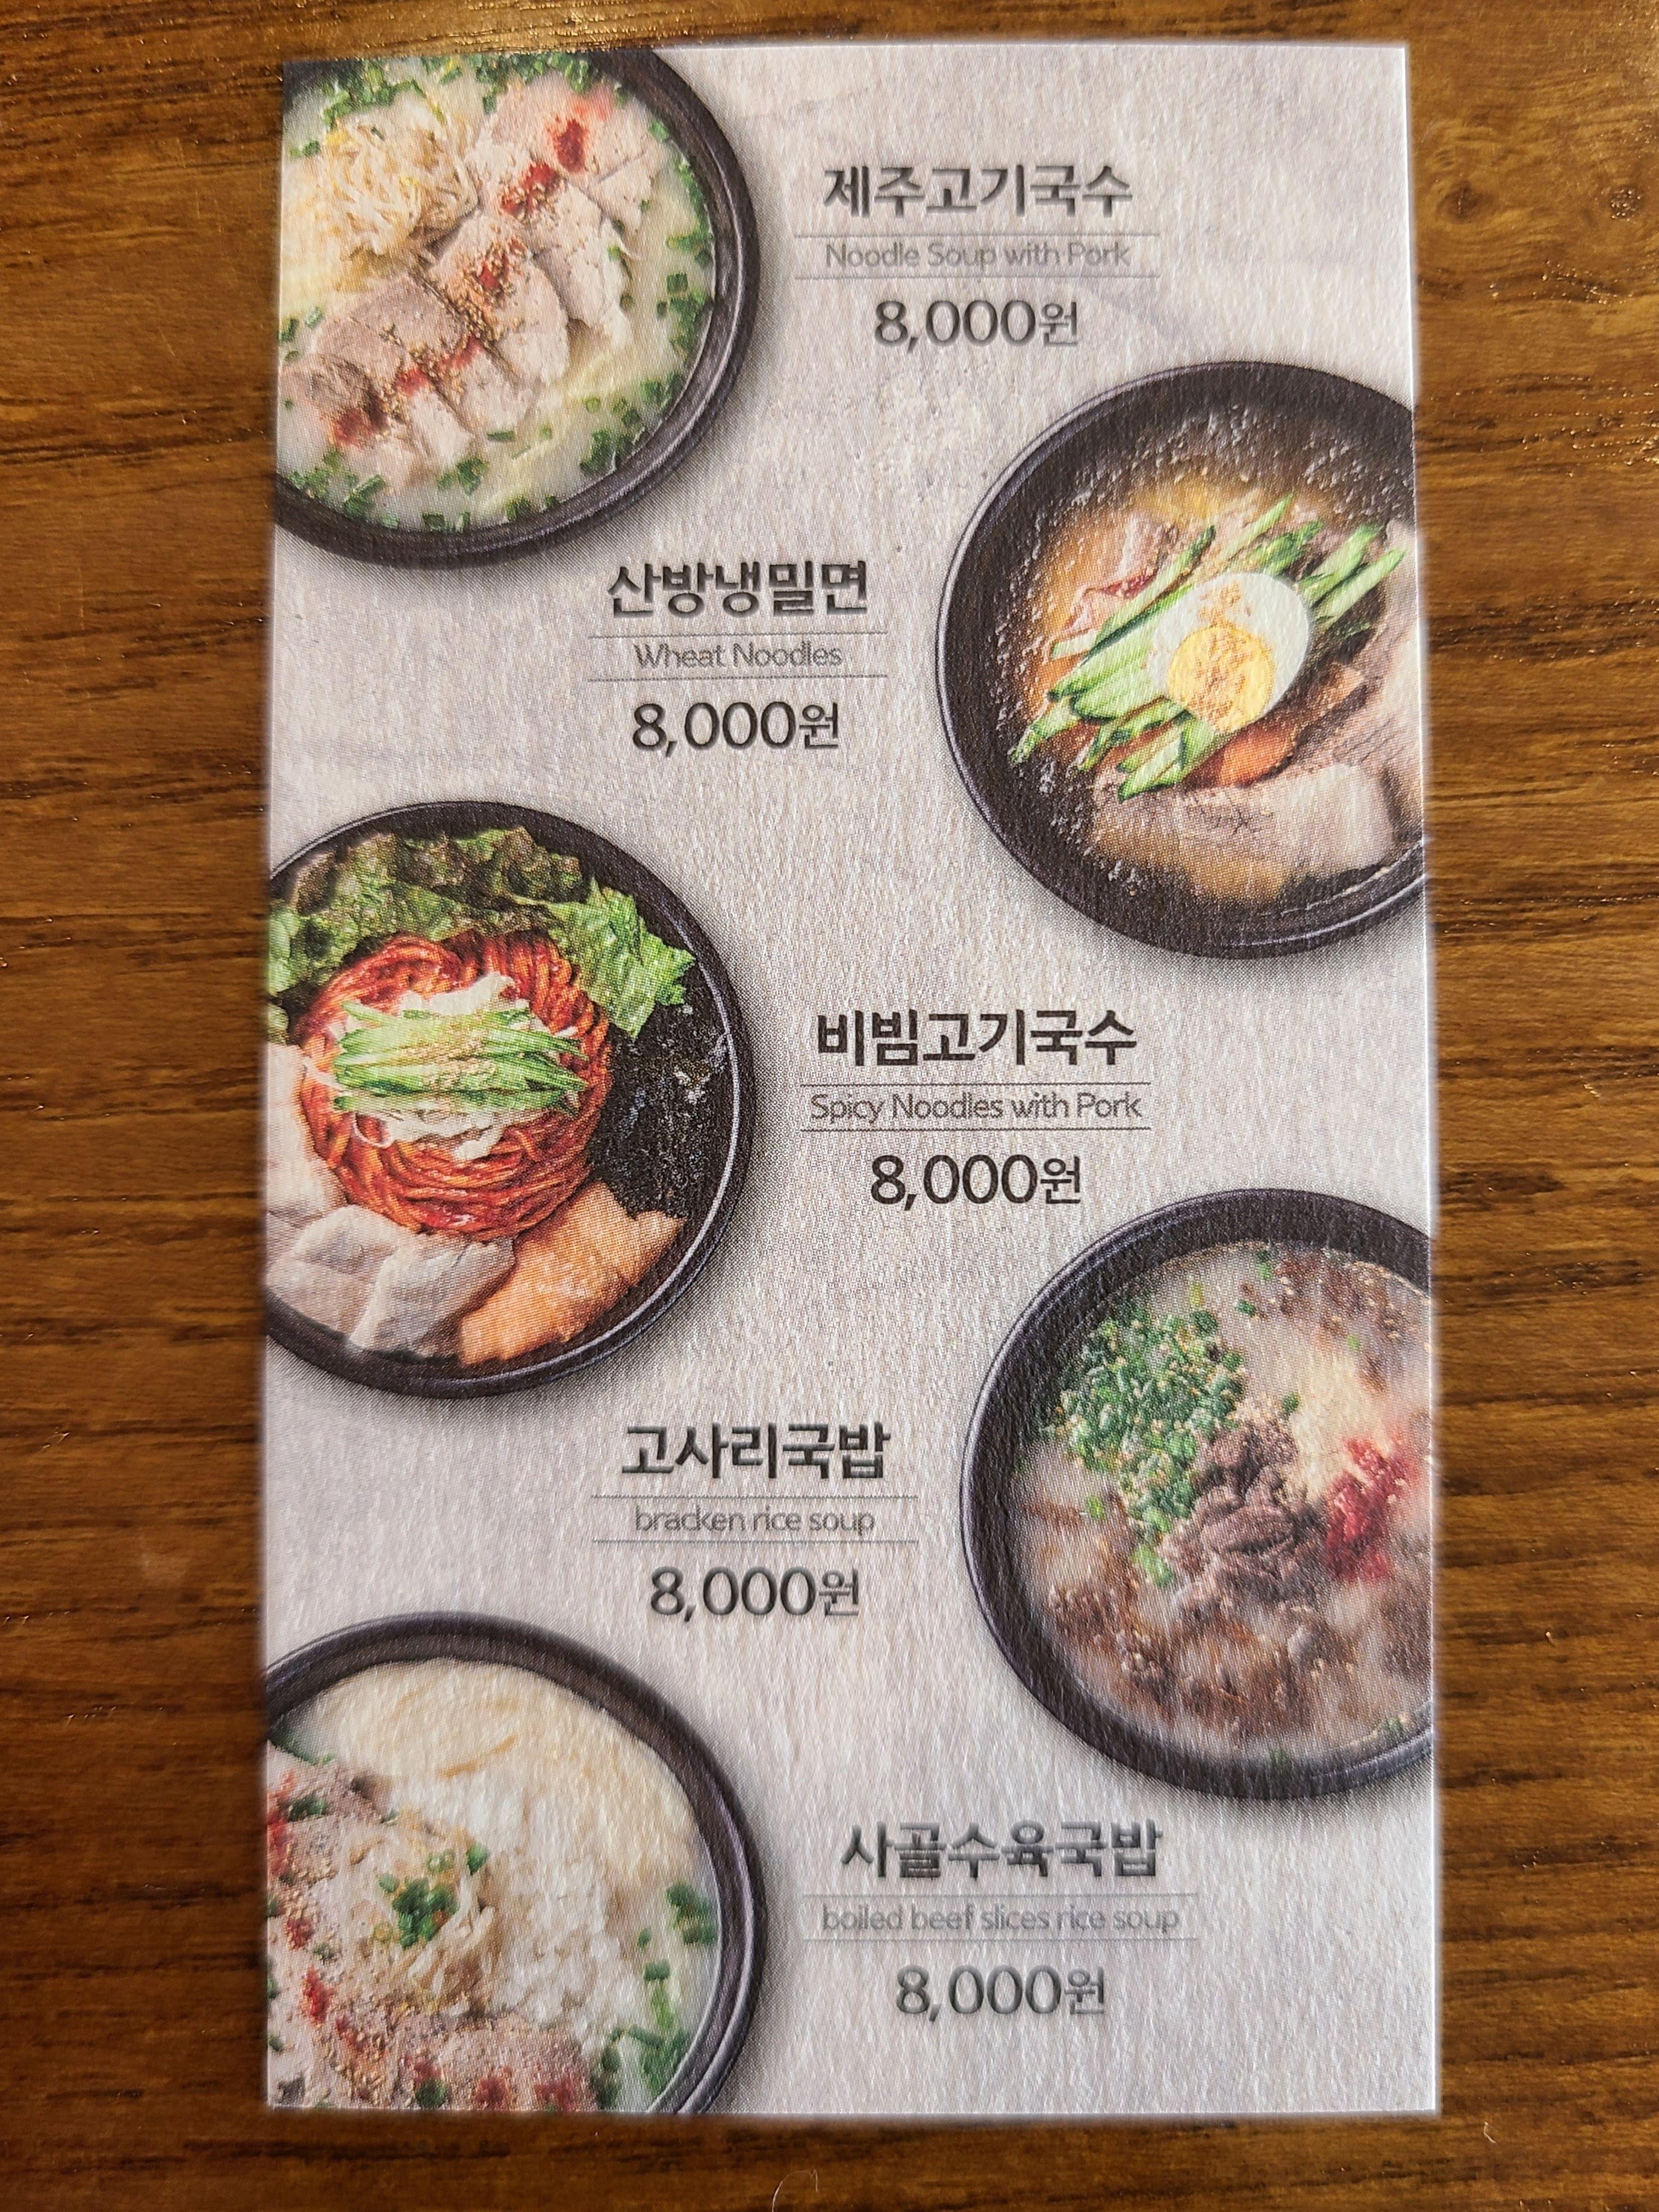 제주고기국수
Noodle Soup with Pork
8,000원
산방냉밀면
Wheat Noodles
8,000원
비빔고기국수
Spicy Noodles with Pork
8,000원
고사리국밥
bracken rice soup
8,000원
사골수육국밥
boiled beef slices rice soup
8,000원